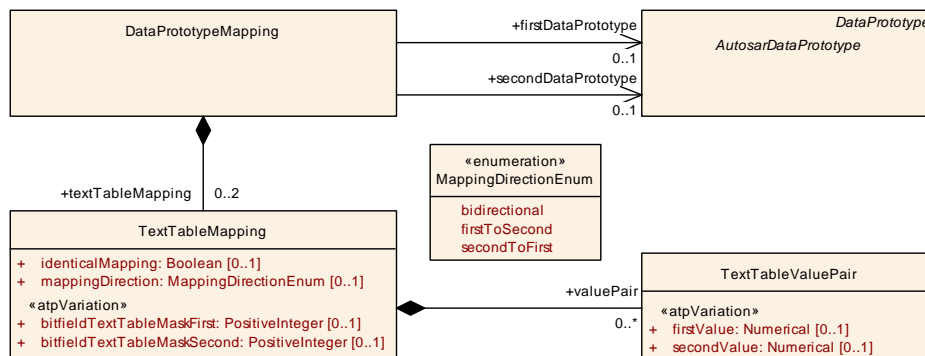 DataPrototypeMapping
+firstDataPrototype
0..1
+secondDataPrototype
0..1
DataPrototype
AutosarDataPrototype
+textTableMapping
0..2
«enumeration»
MappingDirectionEnum
bidirectional
firstToSecond
secondToFirst
TextTableMapping
+ identicalMapping: Boolean [0..1]
+ mappingDirection: MappingDirectionEnum [0..1]
«atpVariation»
+ bitfieldTextTableMaskFirst: PositiveInteger [0..1]
+ bitfieldTextTableMaskSecond: PositiveInteger [0..1]
+valuePair
0..*
TextTableValuePair
«atpVariation»
+ firstValue: Numerical [0..1]
+ secondValue: Numerical [0..1]